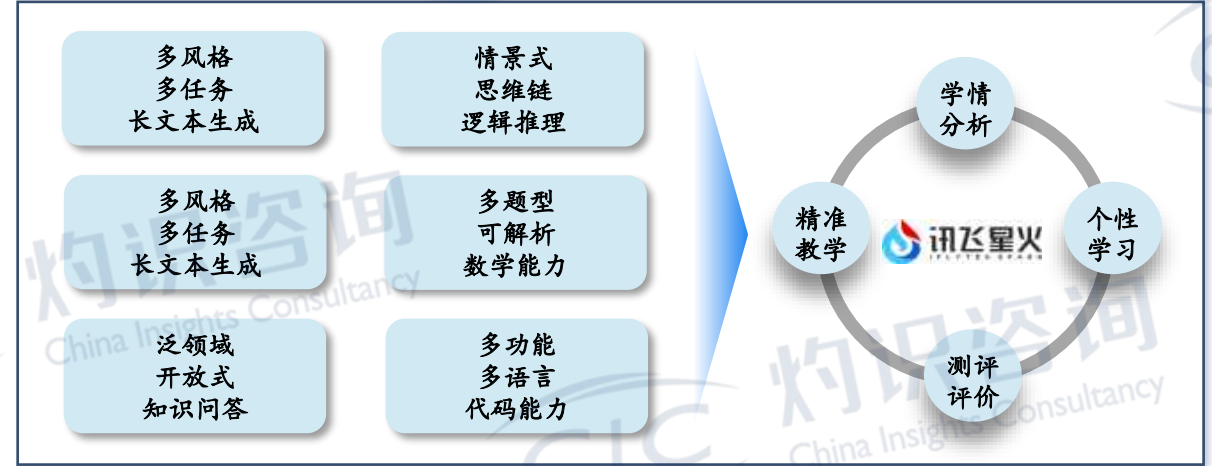 多风格
多任务
长文本生成
情景式
思维链
逻辑推理
多风格
多任务
长文本生成
多题型
可解析
数学能力
泛领域
开放式
知识问答
多功能
多语言
代码能力
学情
分析
精准
教学
讯飞星火
IFLYTEK SPARK
个性
学习
测评
评价
灼识咨询
China Insights Consultancy
灼识咨询
China Insights Consultancy
CIC